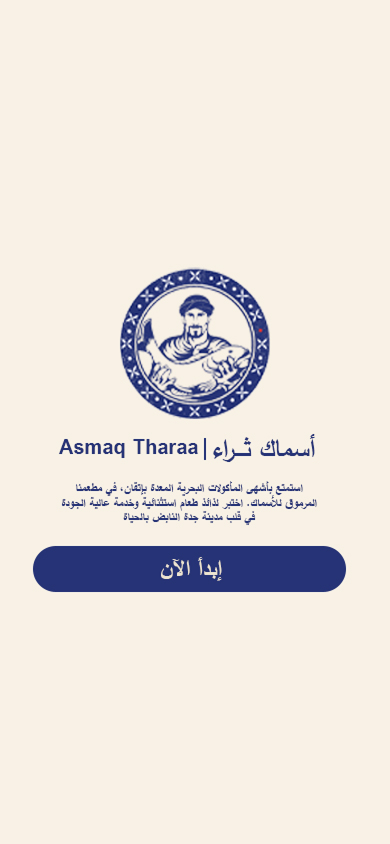 أسماك ثــراء | Asmaq Tharaa
استمتع بأشهى المأكولات البحرية المعدة بإتقان، في مطعمنا
المرموق للأسماك. اختبر لذائذ طعام استثنائية وخدمة عالية الجودة
في قلب مدينة جدة النابض بالحياة
إبدأ الآن